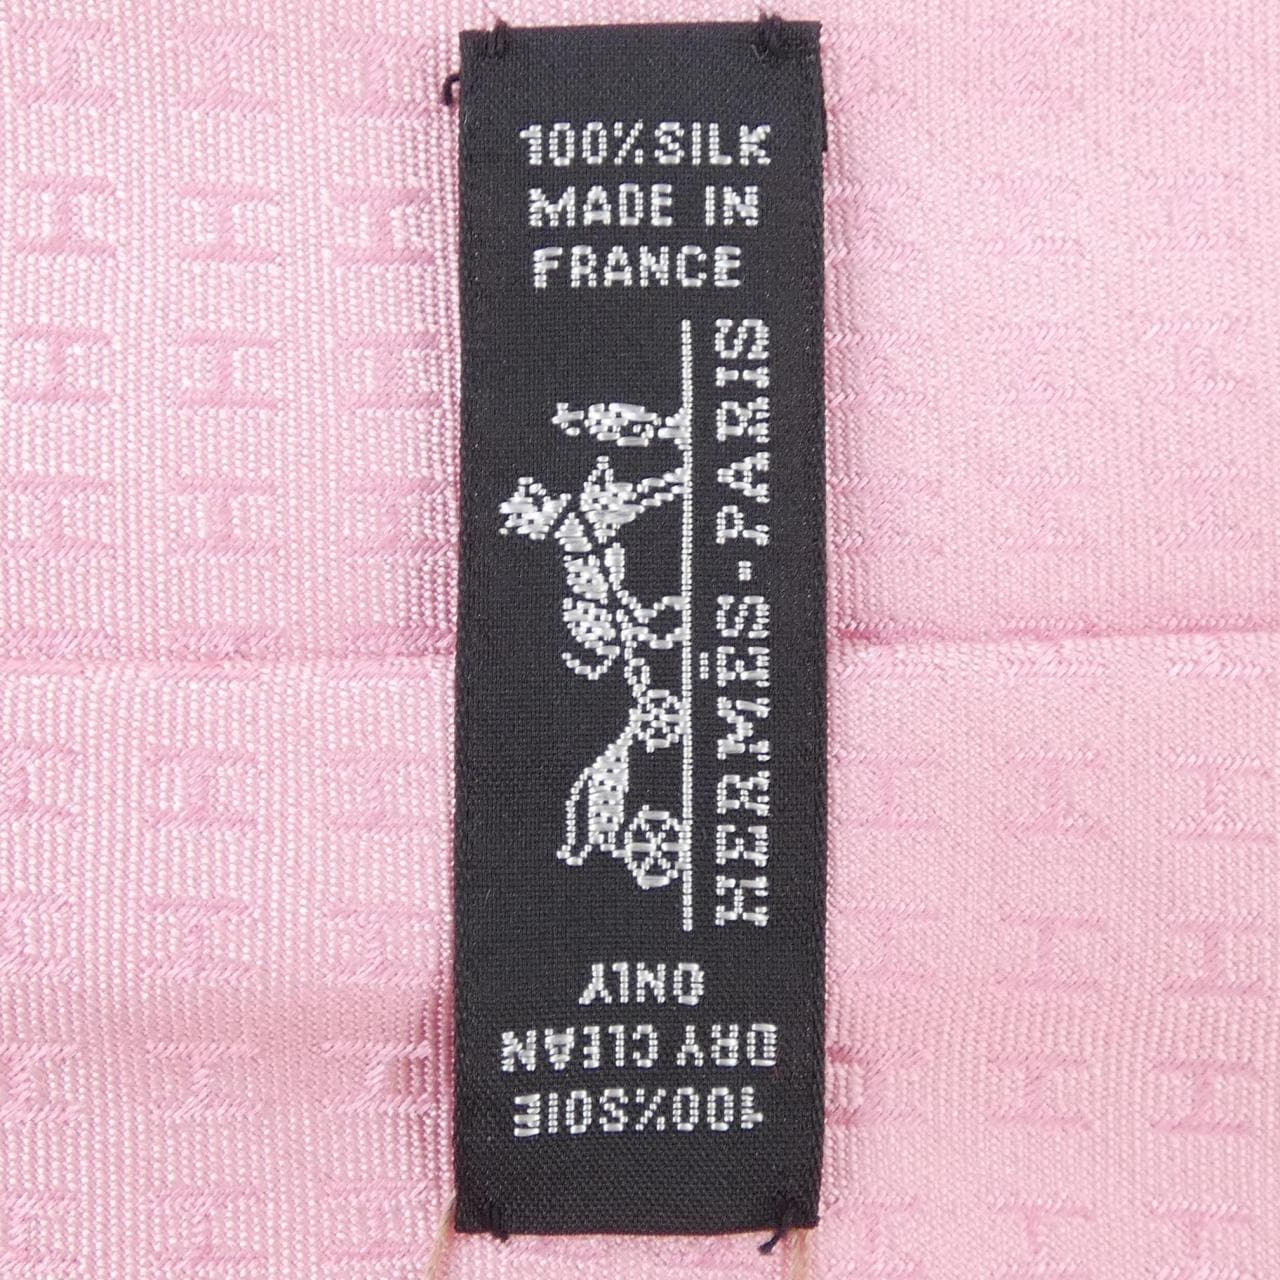 100%SILK
MADE IN
FRANCE
HERMÈS-PARIS
100%SOIE
DRY CLEAN
ONLY